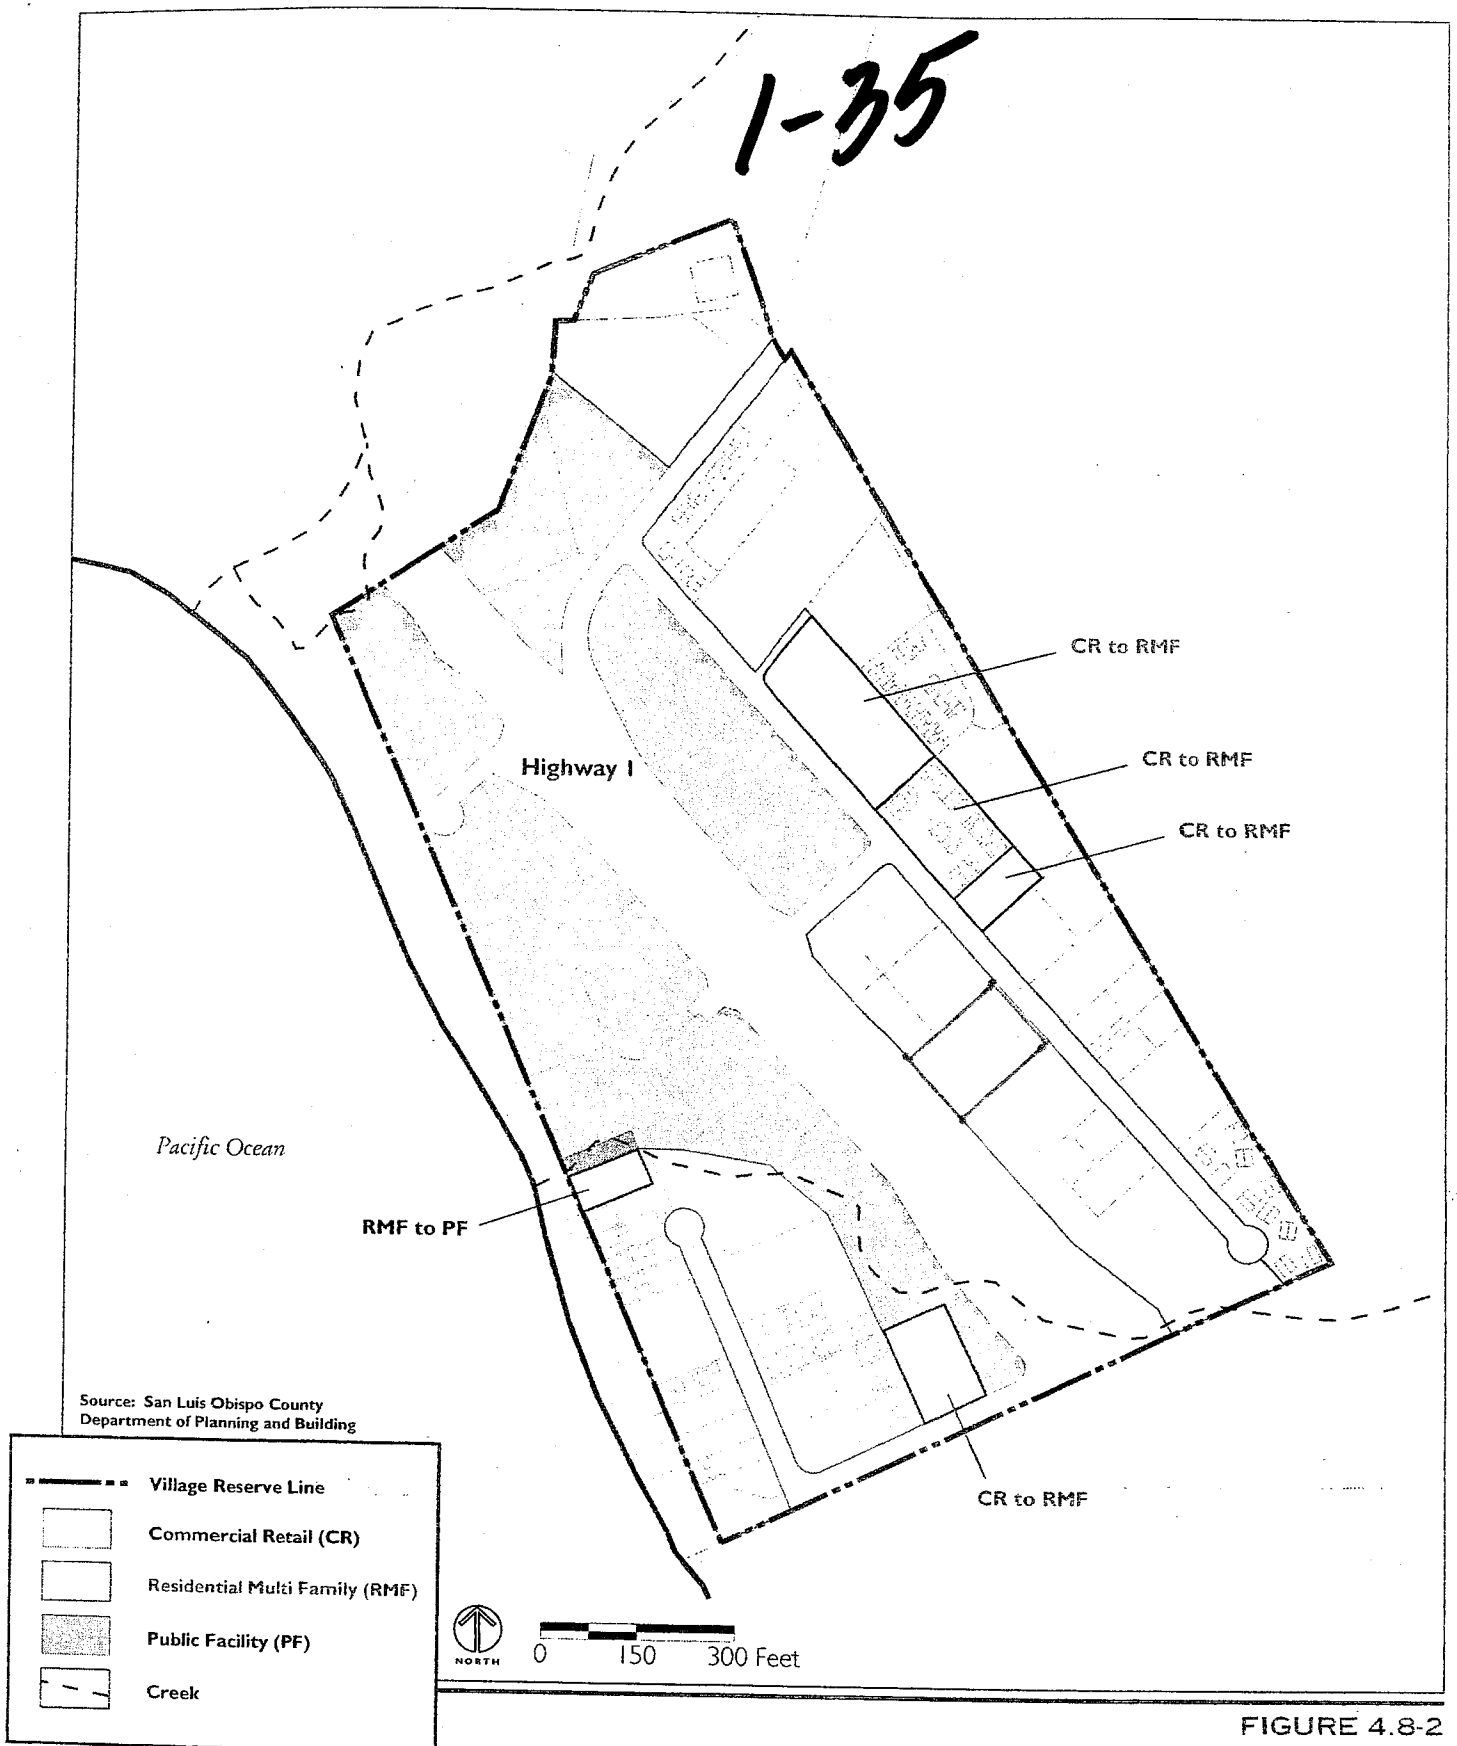 1-35
CR to RMF
CR to RMF
CR to RMF
Highway 1
Pacific Ocean
RMF to PF
CR to RMF
Source: San Luis Obispo County
Department of Planning and Building
Village Reserve Line
Commercial Retail (CR)
Residential Multi Family (RMF)
Public Facility (PF)
Creek
NORTH
0 150 300 Feet
FIGURE 4.8-2